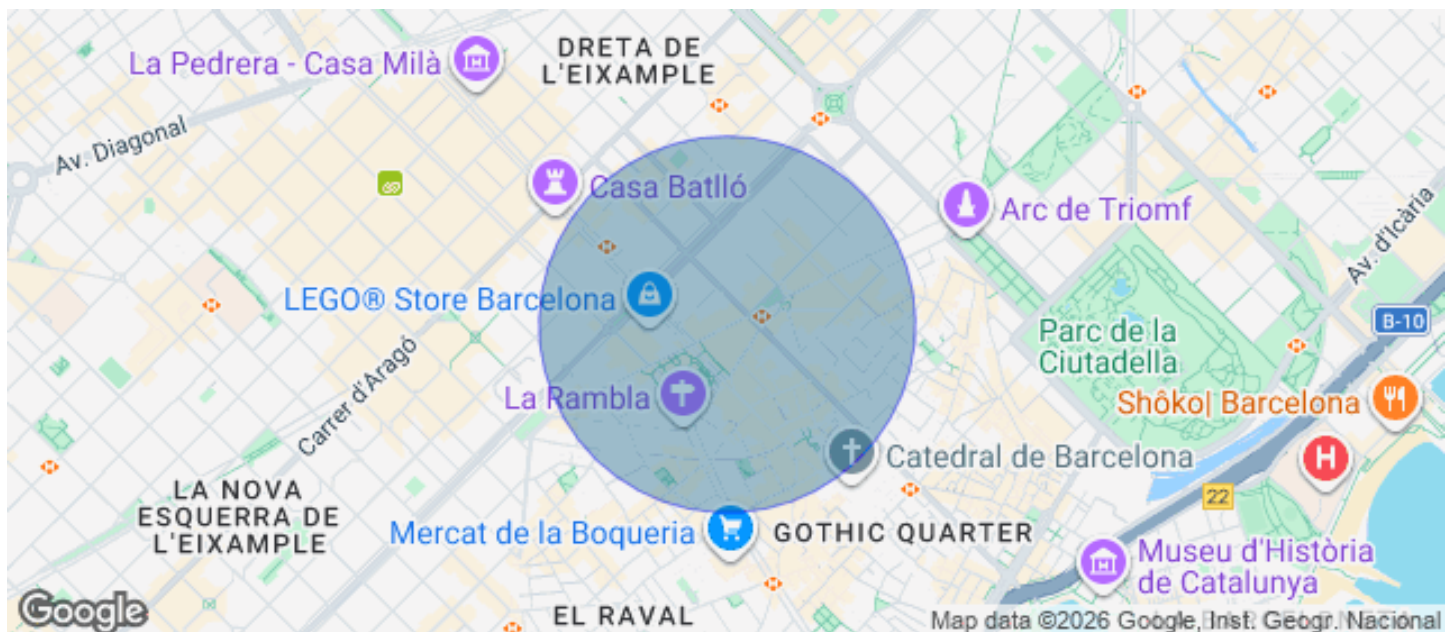 DRETA DE
L'EIXAMPLE
La Pedrera - Casa Milà
Av. Diagonal
Casa Batlló
Arc de Triomf
Av. d'Icària
LEGO® Store Barcelona
B-10
Parc de la
Ciutadella
Carrer d'Aragó
La Rambla
Shôko| Barcelona
H
Catedral de Barcelona
LA NOVA
ESQUERRA DE
L'EIXAMPLE
22
Mercat de la Boqueria
GOTHIC QUARTER
Museu d'Història
de Catalunya
EL RAVAL
Google
Map data ©2026 Google, Inst. Geogr. Nacional